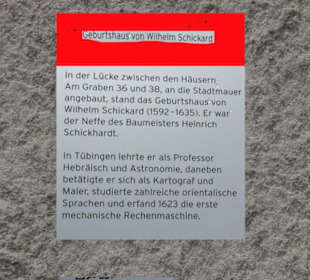 Geburtshaus von Wilhelm Schickard
In der Lücke zwischen den Häusern
Am Graben 36 und 38, an die Stadtmauer
angebaut, stand das Geburtshaus von
Wilhelm Schickard (1592-1635). Er war
der Neffe des Baumeisters Heinrich
Schickhardt.
In Tübingen lehrte er als Professor
Hebräisch und Astronomie, daneben
betätigte er sich als Kartograf und
Maler, studierte zahlreiche orientalische
Sprachen und erfand 1623 die erste
mechanische Rechenmaschine.